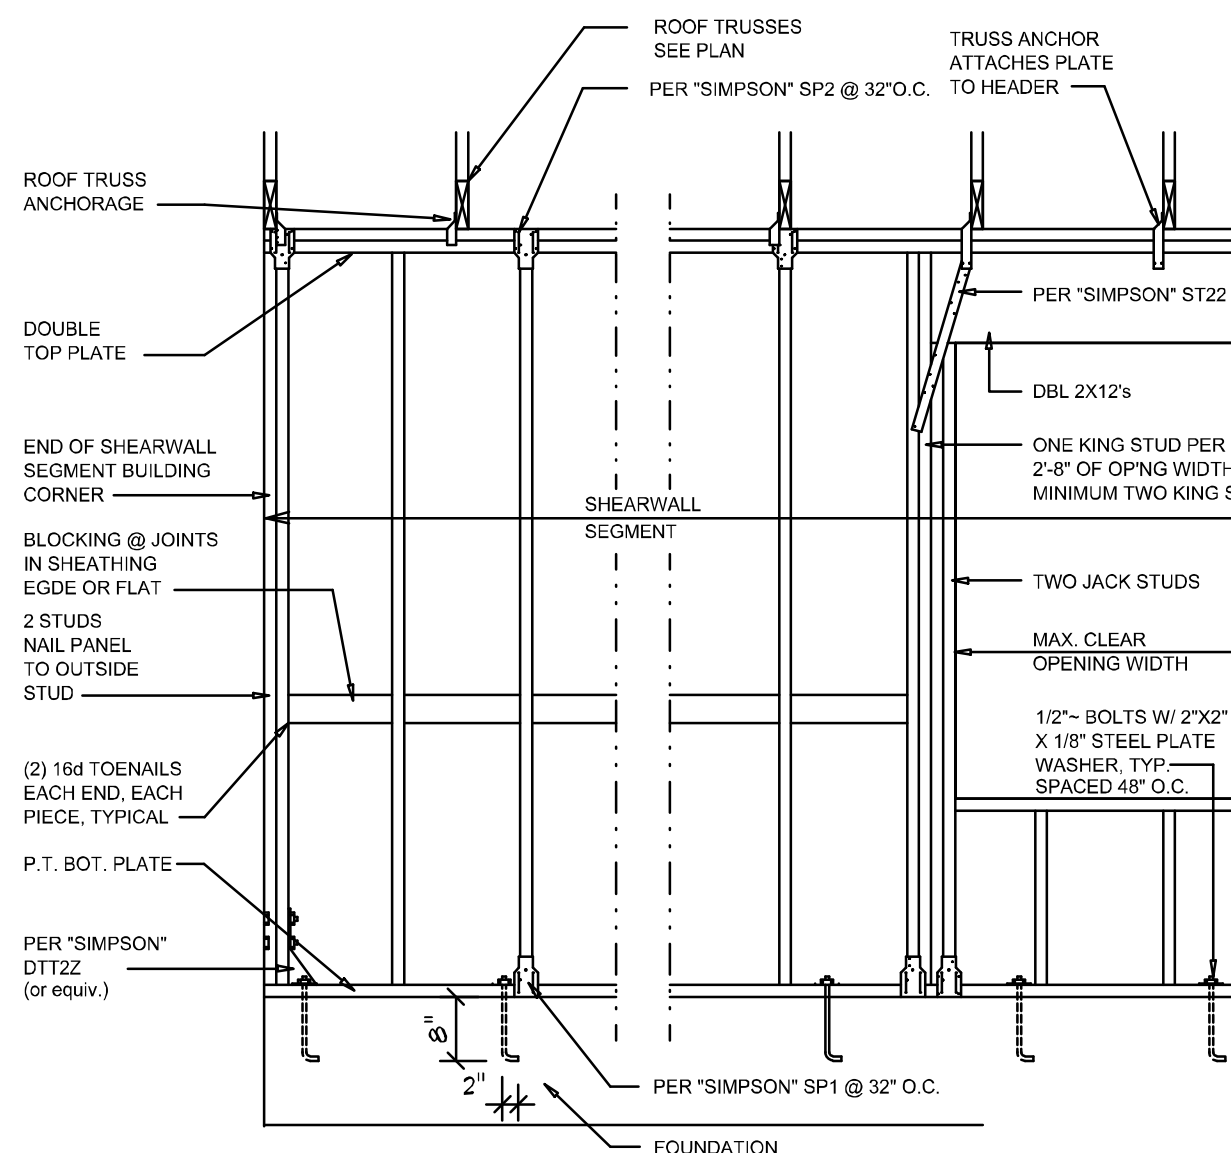 ROOF TRUSSES
SEE PLAN
PER "SIMPSON" SP2 @ 32"O.C.
TRUSS ANCHOR
ATTACHES PLATE
TO HEADER
ROOF TRUSS
ANCHORAGE
DOUBLE
TOP PLATE
END OF SHEARWALL
SEGMENT BUILDING
CORNER
BLOCKING @ JOINTS
IN SHEATHING
EGDE OR FLAT
2 STUDS
NAIL PANEL
TO OUTSIDE
STUD
(2) 16d TOENAILS
EACH END, EACH
PIECE, TYPICAL
P.T. BOT. PLATE
PER "SIMPSON"
DTT2Z
(or equiv.)
SHEARWALL
SEGMENT
PER "SIMPSON" ST22
DBL 2X12's
ONE KING STUD PER
2'-8" OF OP'NG WIDTH
MINIMUM TWO KING
TWO JACK STUDS
MAX. CLEAR
OPENING WIDTH
1/2"~ BOLTS W/ 2"X2"
X 1/8" STEEL PLATE
WASHER, TYP.
SPACED 48" O.C.
8"
2"
PER "SIMPSON" SP1 @ 32" O.C.
FOUNDATION